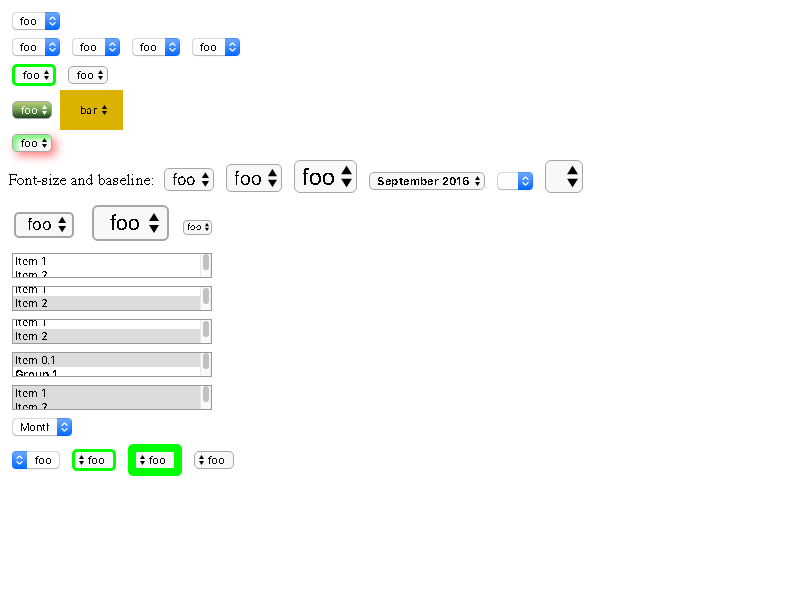 foo
foo foo foo foo
foo foo
foo bar
foo
Font-size and baseline: foo foo foo September 2016
foo foo foo
Item 1
Item 2
Item 1
Item 2
Item 1
Item 2
Item 0.1
Group 1
Item 1
Item 2
Month
foo foo foo foo